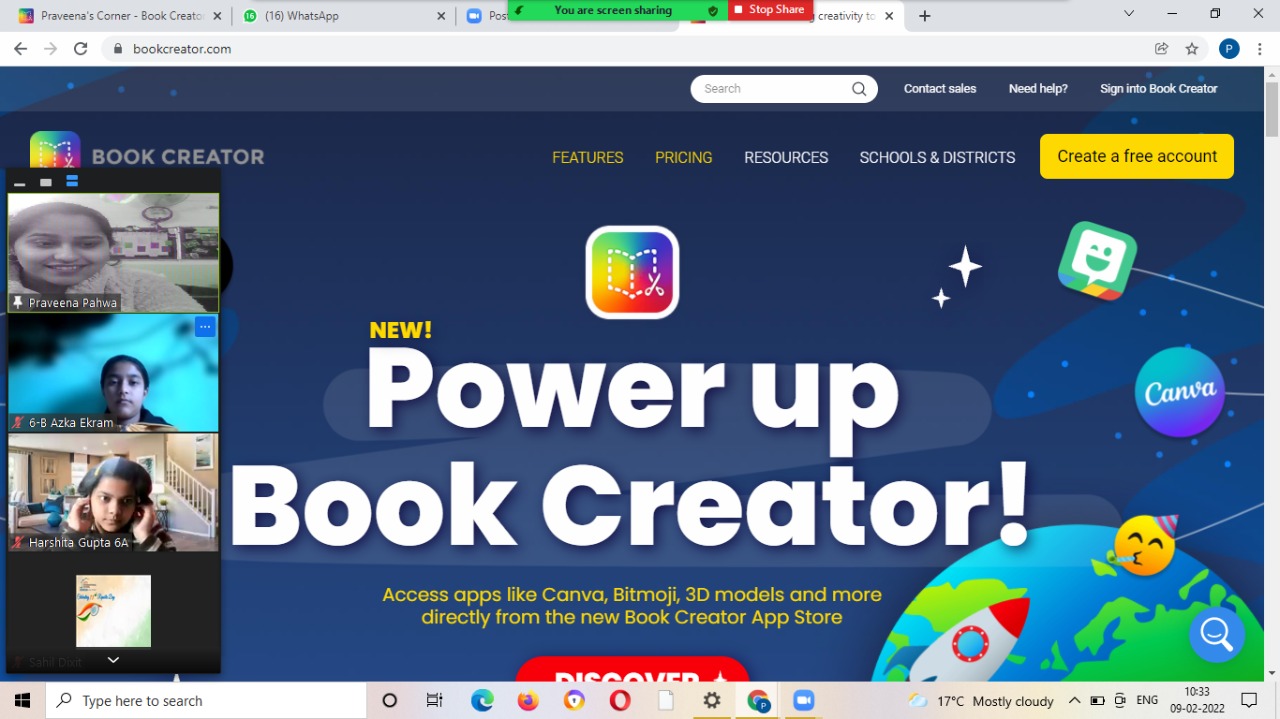 You are screen sharing
Stop Share
Praveena's Corner -
(16) WhatsApp
Pos
g creativity to
bookcreator.com
P
Search
Contact sales
Need help?
Sign into Book Creator
BOOK CREATOR
FEATURES
PRICING
RESOURCES
SCHOOLS & DISTRICTS
Create a free account
Praveena Pahwa
6-B Azka Ekram
Harshita Gupta 6A
Sahil Dixit
NEW!
Power up
Book Creator!
Canva
Access apps like Canva, Bitmoji, 3D models and more
directly from the new Book Creator App Store
DISCOVER
Type here to search
17°C Mostly cloudy
ENG
10:33
09-02-2022